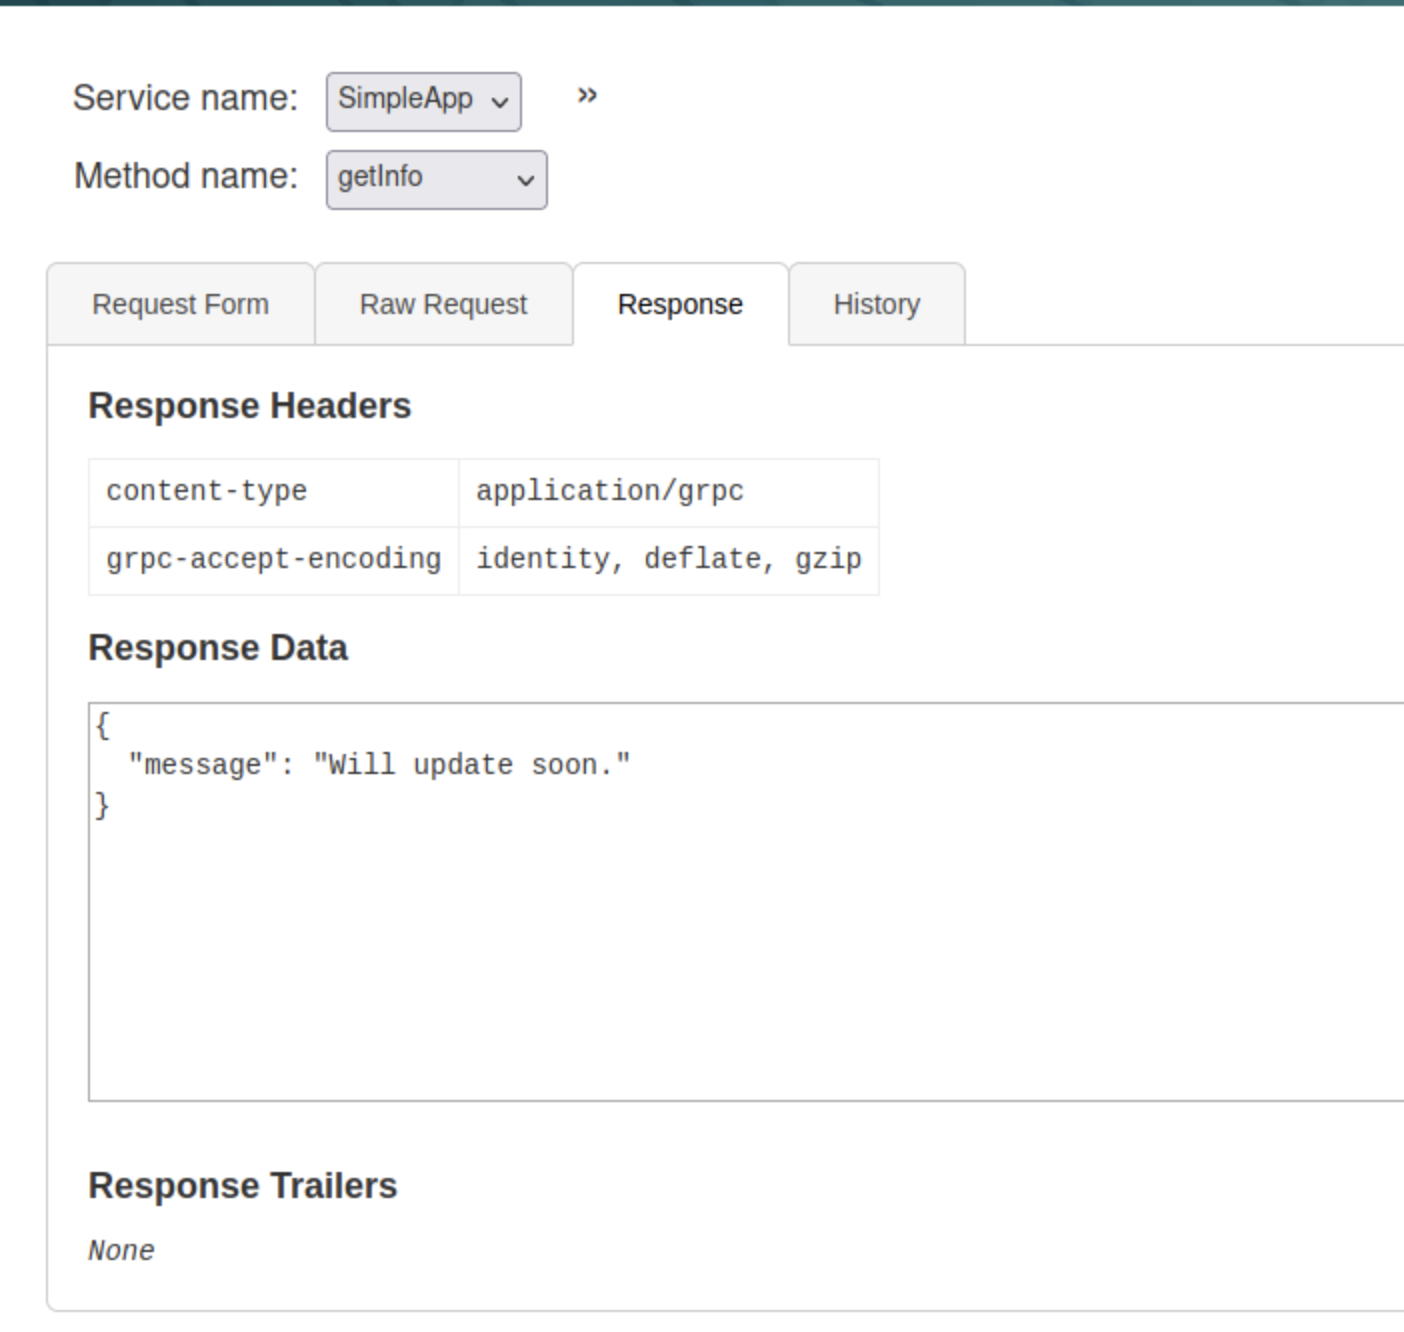 Service name: SimpleApp »
Method name: getInfo
Request Form Raw Request Response History
Response Headers
content-type application/grpc
grpc-accept-encoding identity, deflate, gzip
Response Data
{
"message": "Will update soon."
}
Response Trailers
None